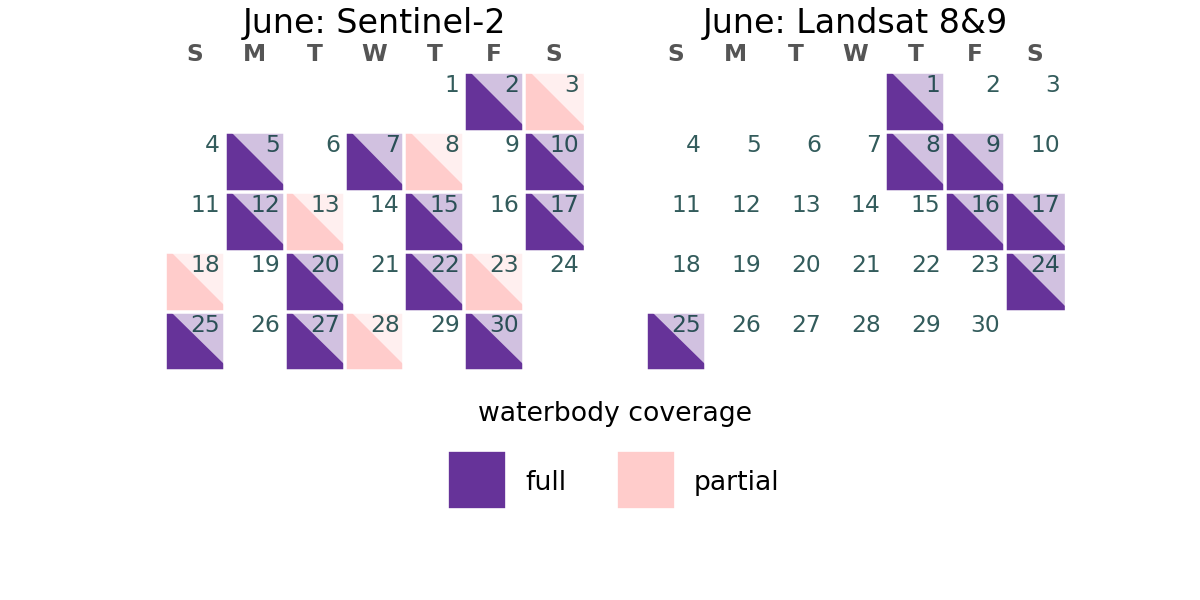 June: Sentinel-2
S M T W T F S
1 2 3
4 5 6 7 8 9 10
11 12 13 14 15 16 17
18 19 20 21 22 23 24
25 26 27 28 29 30
June: Landsat 8&9
S M T W T F S
1 2 3
4 5 6 7 8 9 10
11 12 13 14 15 16 17
18 19 20 21 22 23 24
25 26 27 28 29 30
waterbody coverage
full
partial